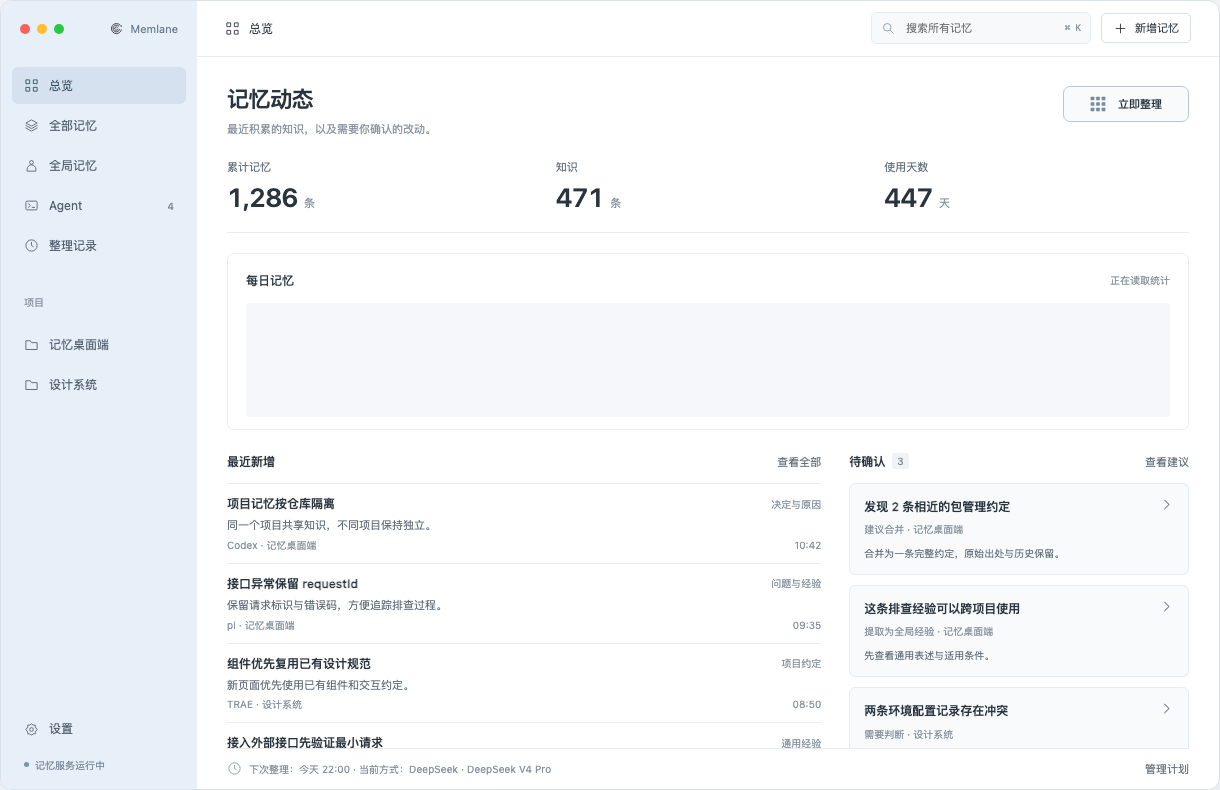 Memlane
总览
全部记忆
全局记忆
Agent 4
整理记录
项目
记忆桌面端
设计系统
设置
记忆服务运行中
总览
搜索所有记忆 ⌘ K
新增记忆
记忆动态
最近积累的知识，以及需要你确认的改动。
立即整理
累计记忆
1,286 条
知识
471 条
使用天数
447 天
每日记忆
正在读取统计
最近新增
查看全部
项目记忆按仓库隔离
决定与原因
同一个项目共享知识，不同项目保持独立。
Codex · 记忆桌面端
10:42
接口异常保留 requestId
问题与经验
保留请求标识与错误码，方便追踪排查过程。
pi · 记忆桌面端
09:35
组件优先复用已有设计规范
项目约定
新页面优先使用已有组件和交互约定。
TRAE · 设计系统
08:50
接入外部接口先验证最小请求
通用经验
待确认 3
查看建议
发现 2 条相近的包管理约定
建议合并 · 记忆桌面端
合并为一条完整约定，原始出处与历史保留。
这条排查经验可以跨项目使用
提取为全局经验 · 记忆桌面端
先查看通用表述与适用条件。
两条环境配置记录存在冲突
需要判断 · 设计系统
下次整理：今天 22:00 · 当前方式：DeepSeek · DeepSeek V4 Pro
管理计划